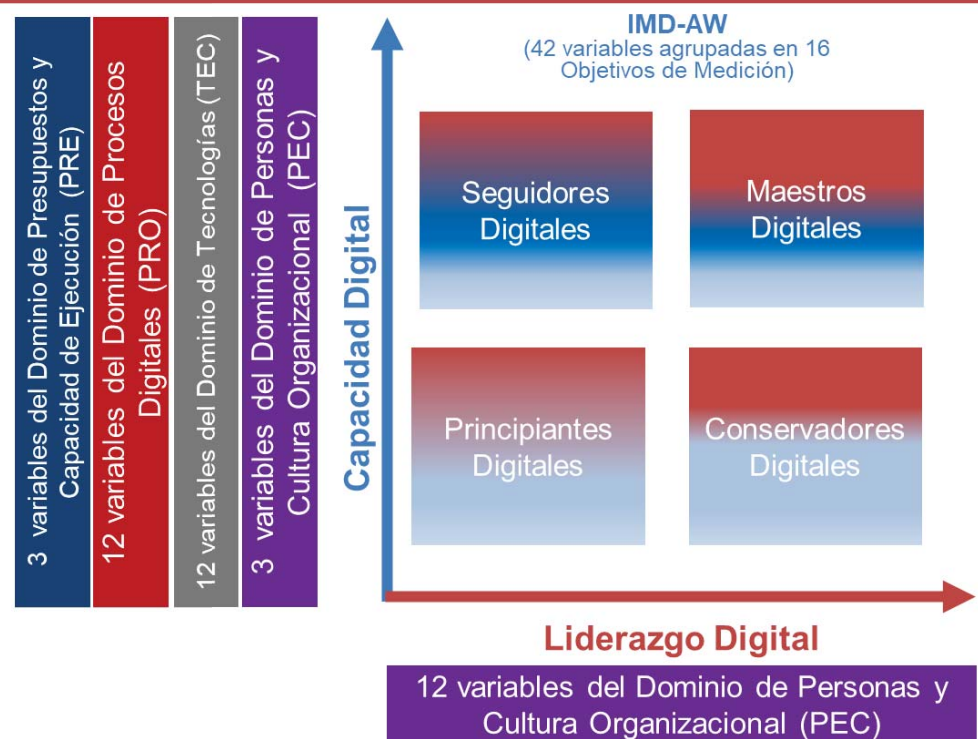 3 variables del Dominio de Presupuestos y
Capacidad de Ejecución (PRE)
12 variables del Dominio de Procesos
Digitales (PRO)
12 variables del Dominio de Tecnologías (TEC)
3 variables del Dominio de Personas y
Cultura Organizacional (PEC)
Capacidad Digital
IMD-AW
(42 variables agrupadas en 16
Objetivos de Medición)
Seguidores
Digitales
Maestros
Digitales
Principiantes
Digitales
Conservadores
Digitales
Liderazgo Digital
12 variables del Dominio de Personas y
Cultura Organizacional (PEC)